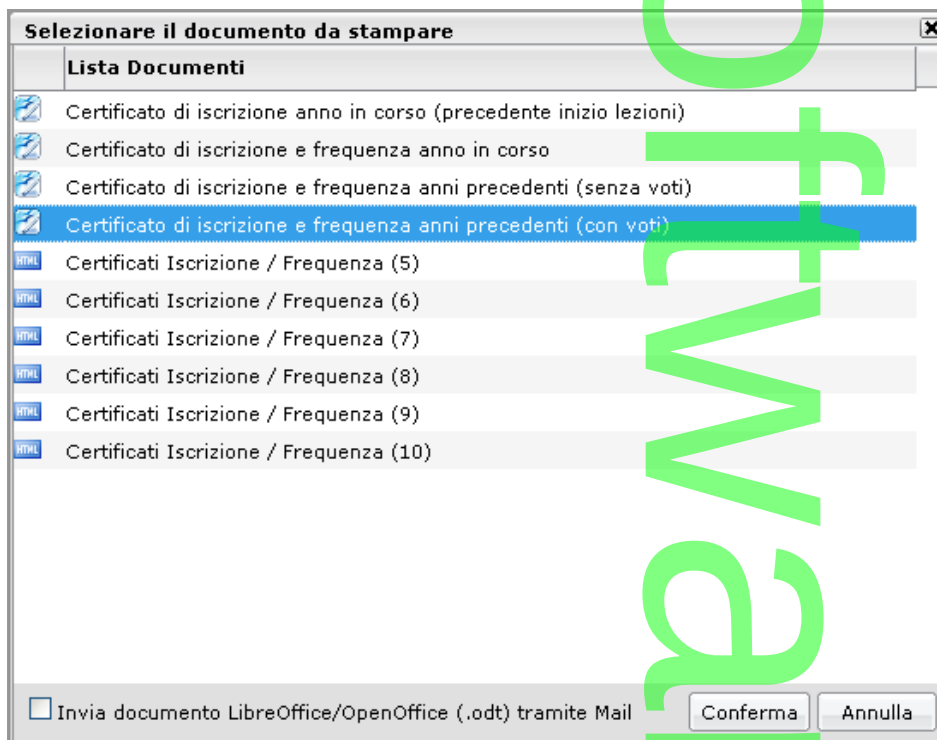 Selezionare il documento da stampare
Lista Documenti
Certificato di iscrizione anno in corso (precedente inizio lezioni)
Certificato di iscrizione e frequenza anno in corso
Certificato di iscrizione e frequenza anni precedenti (senza voti)
Certificato di iscrizione e frequenza anni precedenti (con voti)
HTML Certificati Iscrizione / Frequenza (5)
HTML Certificati Iscrizione / Frequenza (6)
HTML Certificati Iscrizione / Frequenza (7)
HTML Certificati Iscrizione / Frequenza (8)
HTML Certificati Iscrizione / Frequenza (9)
HTML Certificati Iscrizione / Frequenza (10)
Invia documento LibreOffice/OpenOffice (.odt) tramite Mail Conferma Annulla
ftwa